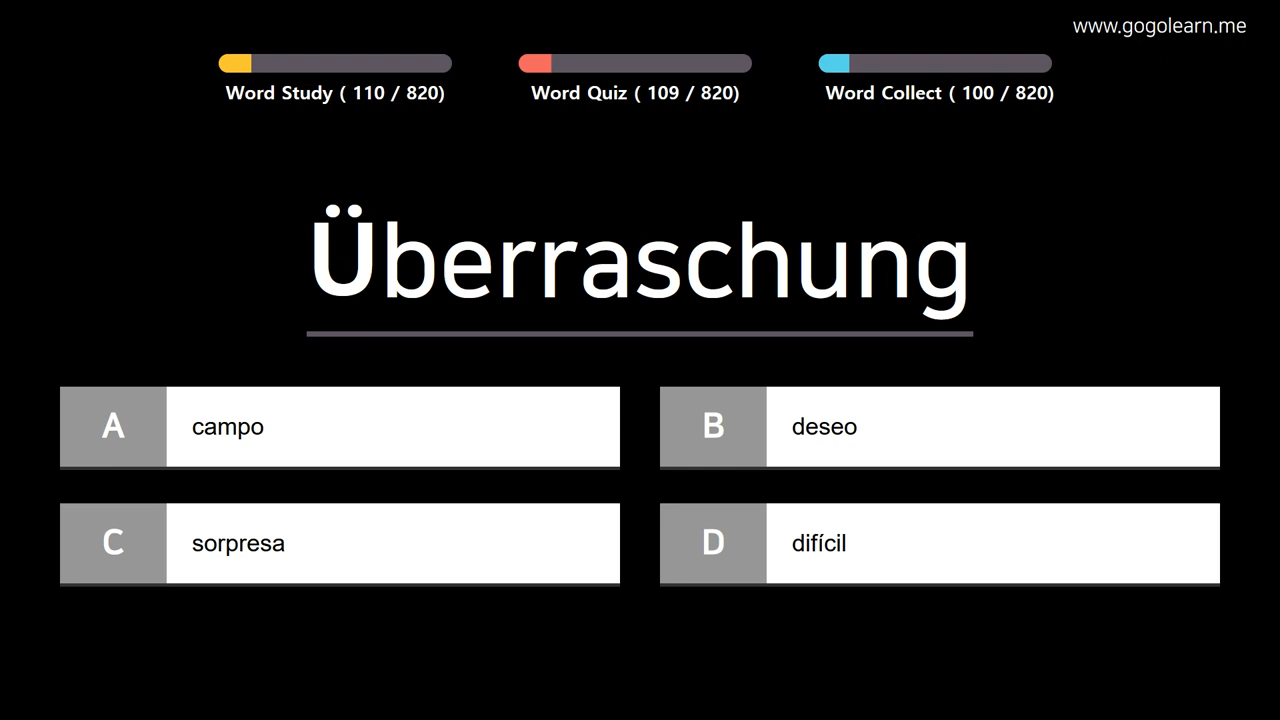 www.gogolearn.me
Word Study ( 110 / 820)
Word Quiz ( 109 / 820)
Word Collect ( 100 / 820)
Überraschung
A campo
B deseo
C sorpresa
D difícil